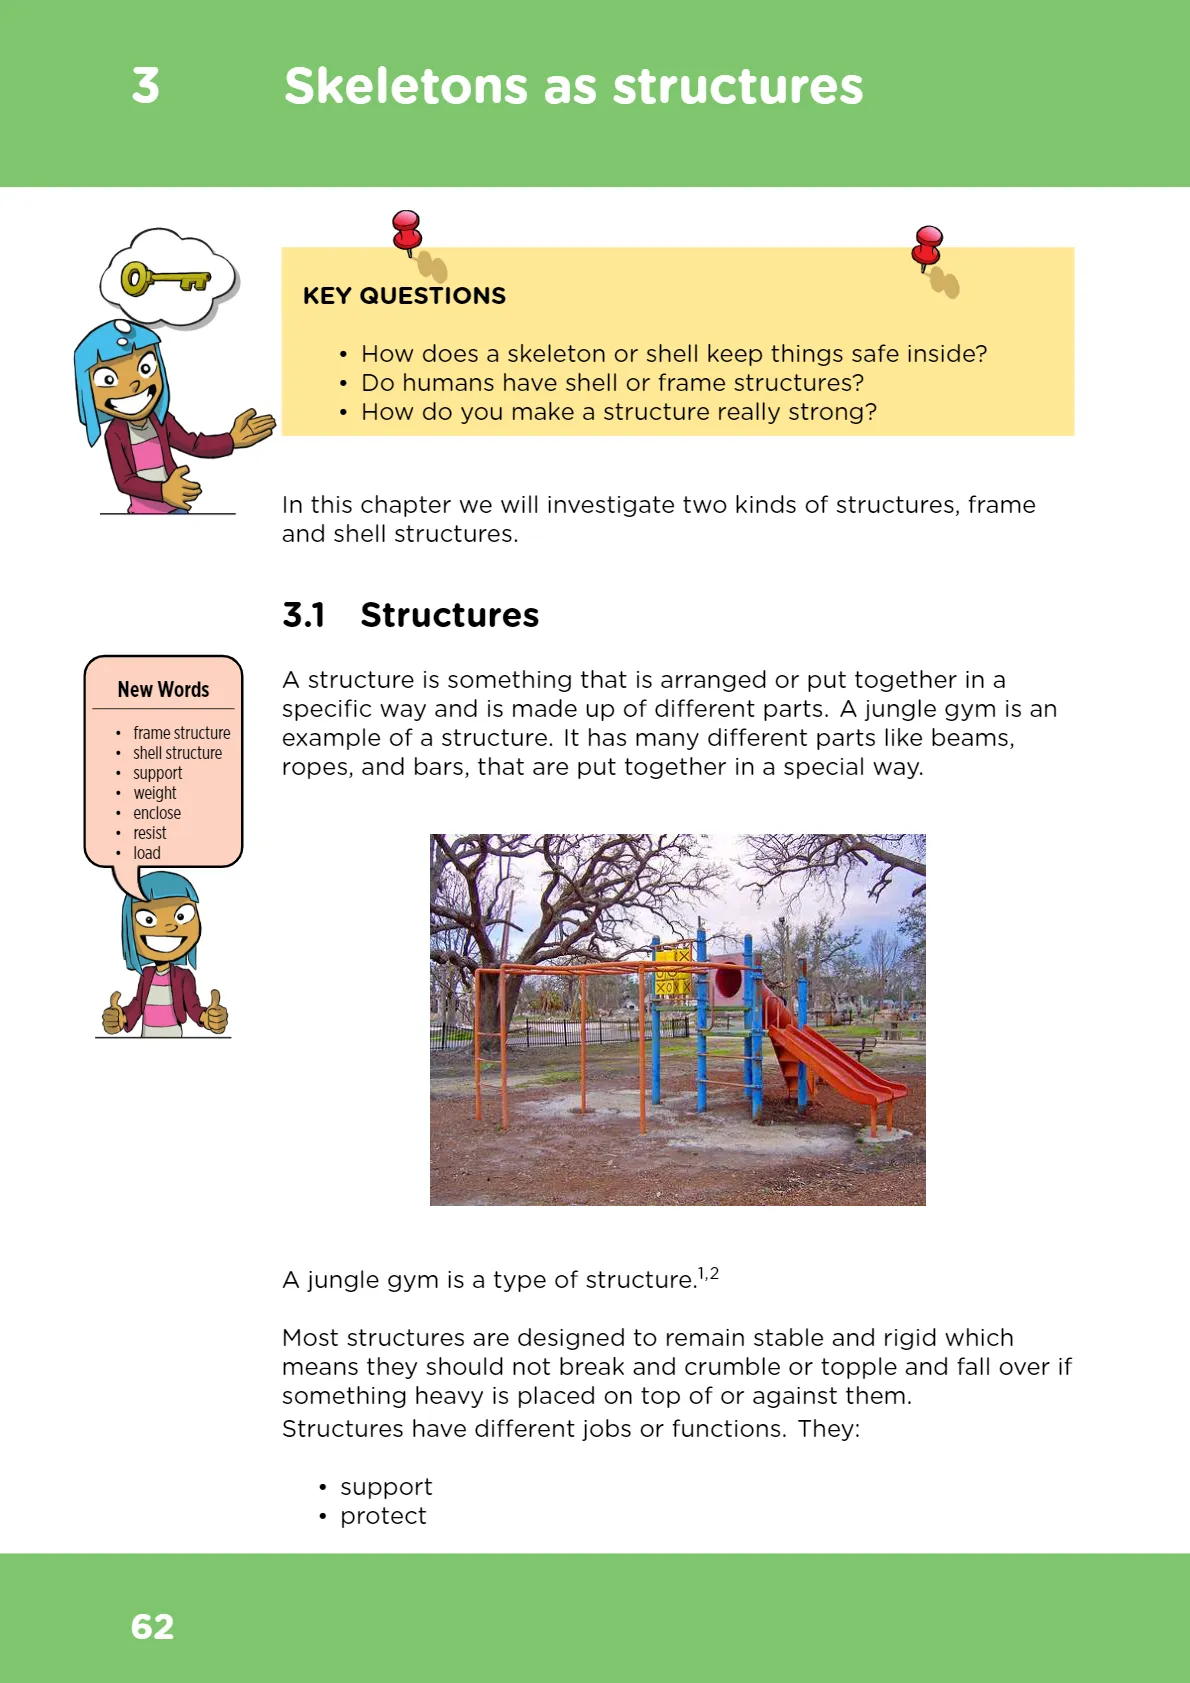 3 Skeletons as structures
KEY QUESTIONS
• How does a skeleton or shell keep things safe inside?
• Do humans have shell or frame structures?
• How do you make a structure really strong?
In this chapter we will investigate two kinds of structures, frame
and shell structures.
3.1 Structures
New Words
• frame structure
• shell structure
• support
• weight
• enclose
• resist
• load
A structure is something that is arranged or put together in a
specific way and is made up of different parts. A jungle gym is an
example of a structure. It has many different parts like beams,
ropes, and bars, that are put together in a special way.
A jungle gym is a type of structure.1,2
Most structures are designed to remain stable and rigid which
means they should not break and crumble or topple and fall over if
something heavy is placed on top of or against them.
Structures have different jobs or functions. They:
• support
• protect
62